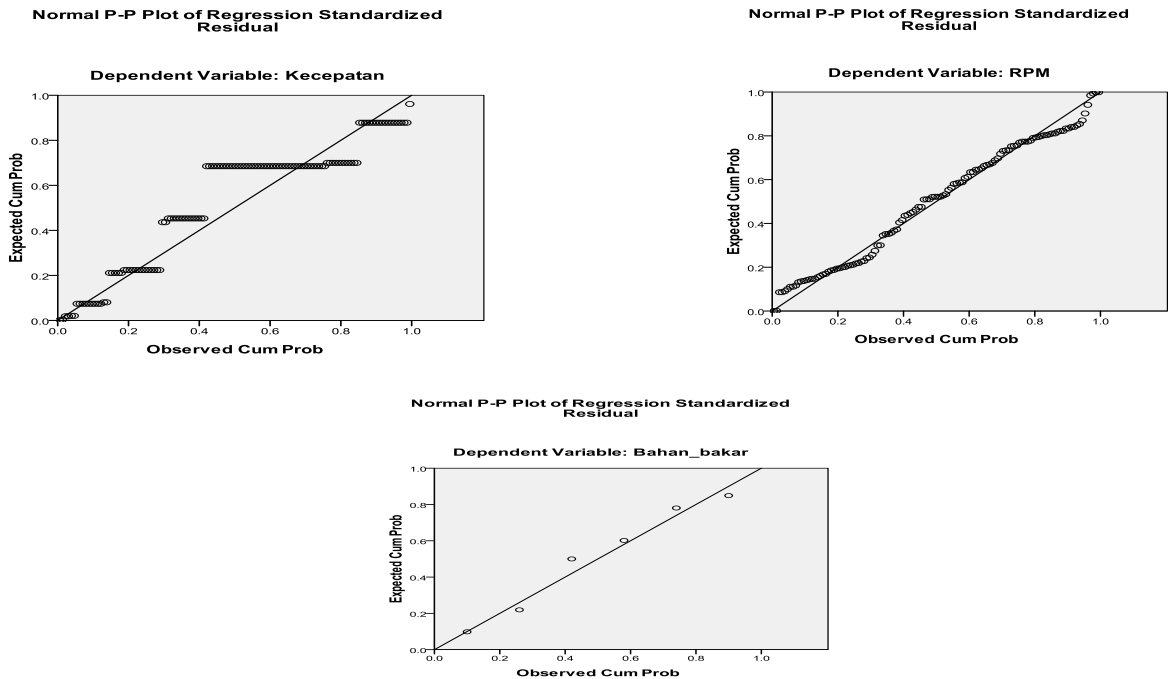 Normal P-P Plot of Regression Standardized
Residual
Dependent Variable: Kecepatan
Expected Cum Prob
1.0
0.8
0.6
0.4
0.2
0.0
0.0 0.2 0.4 0.6 0.8 1.0
Observed Cum Prob
Normal P-P Plot of Regression Standardized
Residual
Dependent Variable: RPM
Expected Cum Prob
1.0
0.8
0.6
0.4
0.2
0.0
0.0 0.2 0.4 0.6 0.8 1.0
Observed Cum Prob
Normal P-P Plot of Regression Standardized
Residual
Dependent Variable: Bahan_bakar
Expected Cum Prob
1.0
0.8
0.6
0.4
0.2
0.0
0.0 0.2 0.4 0.6 0.8 1.0
Observed Cum Prob